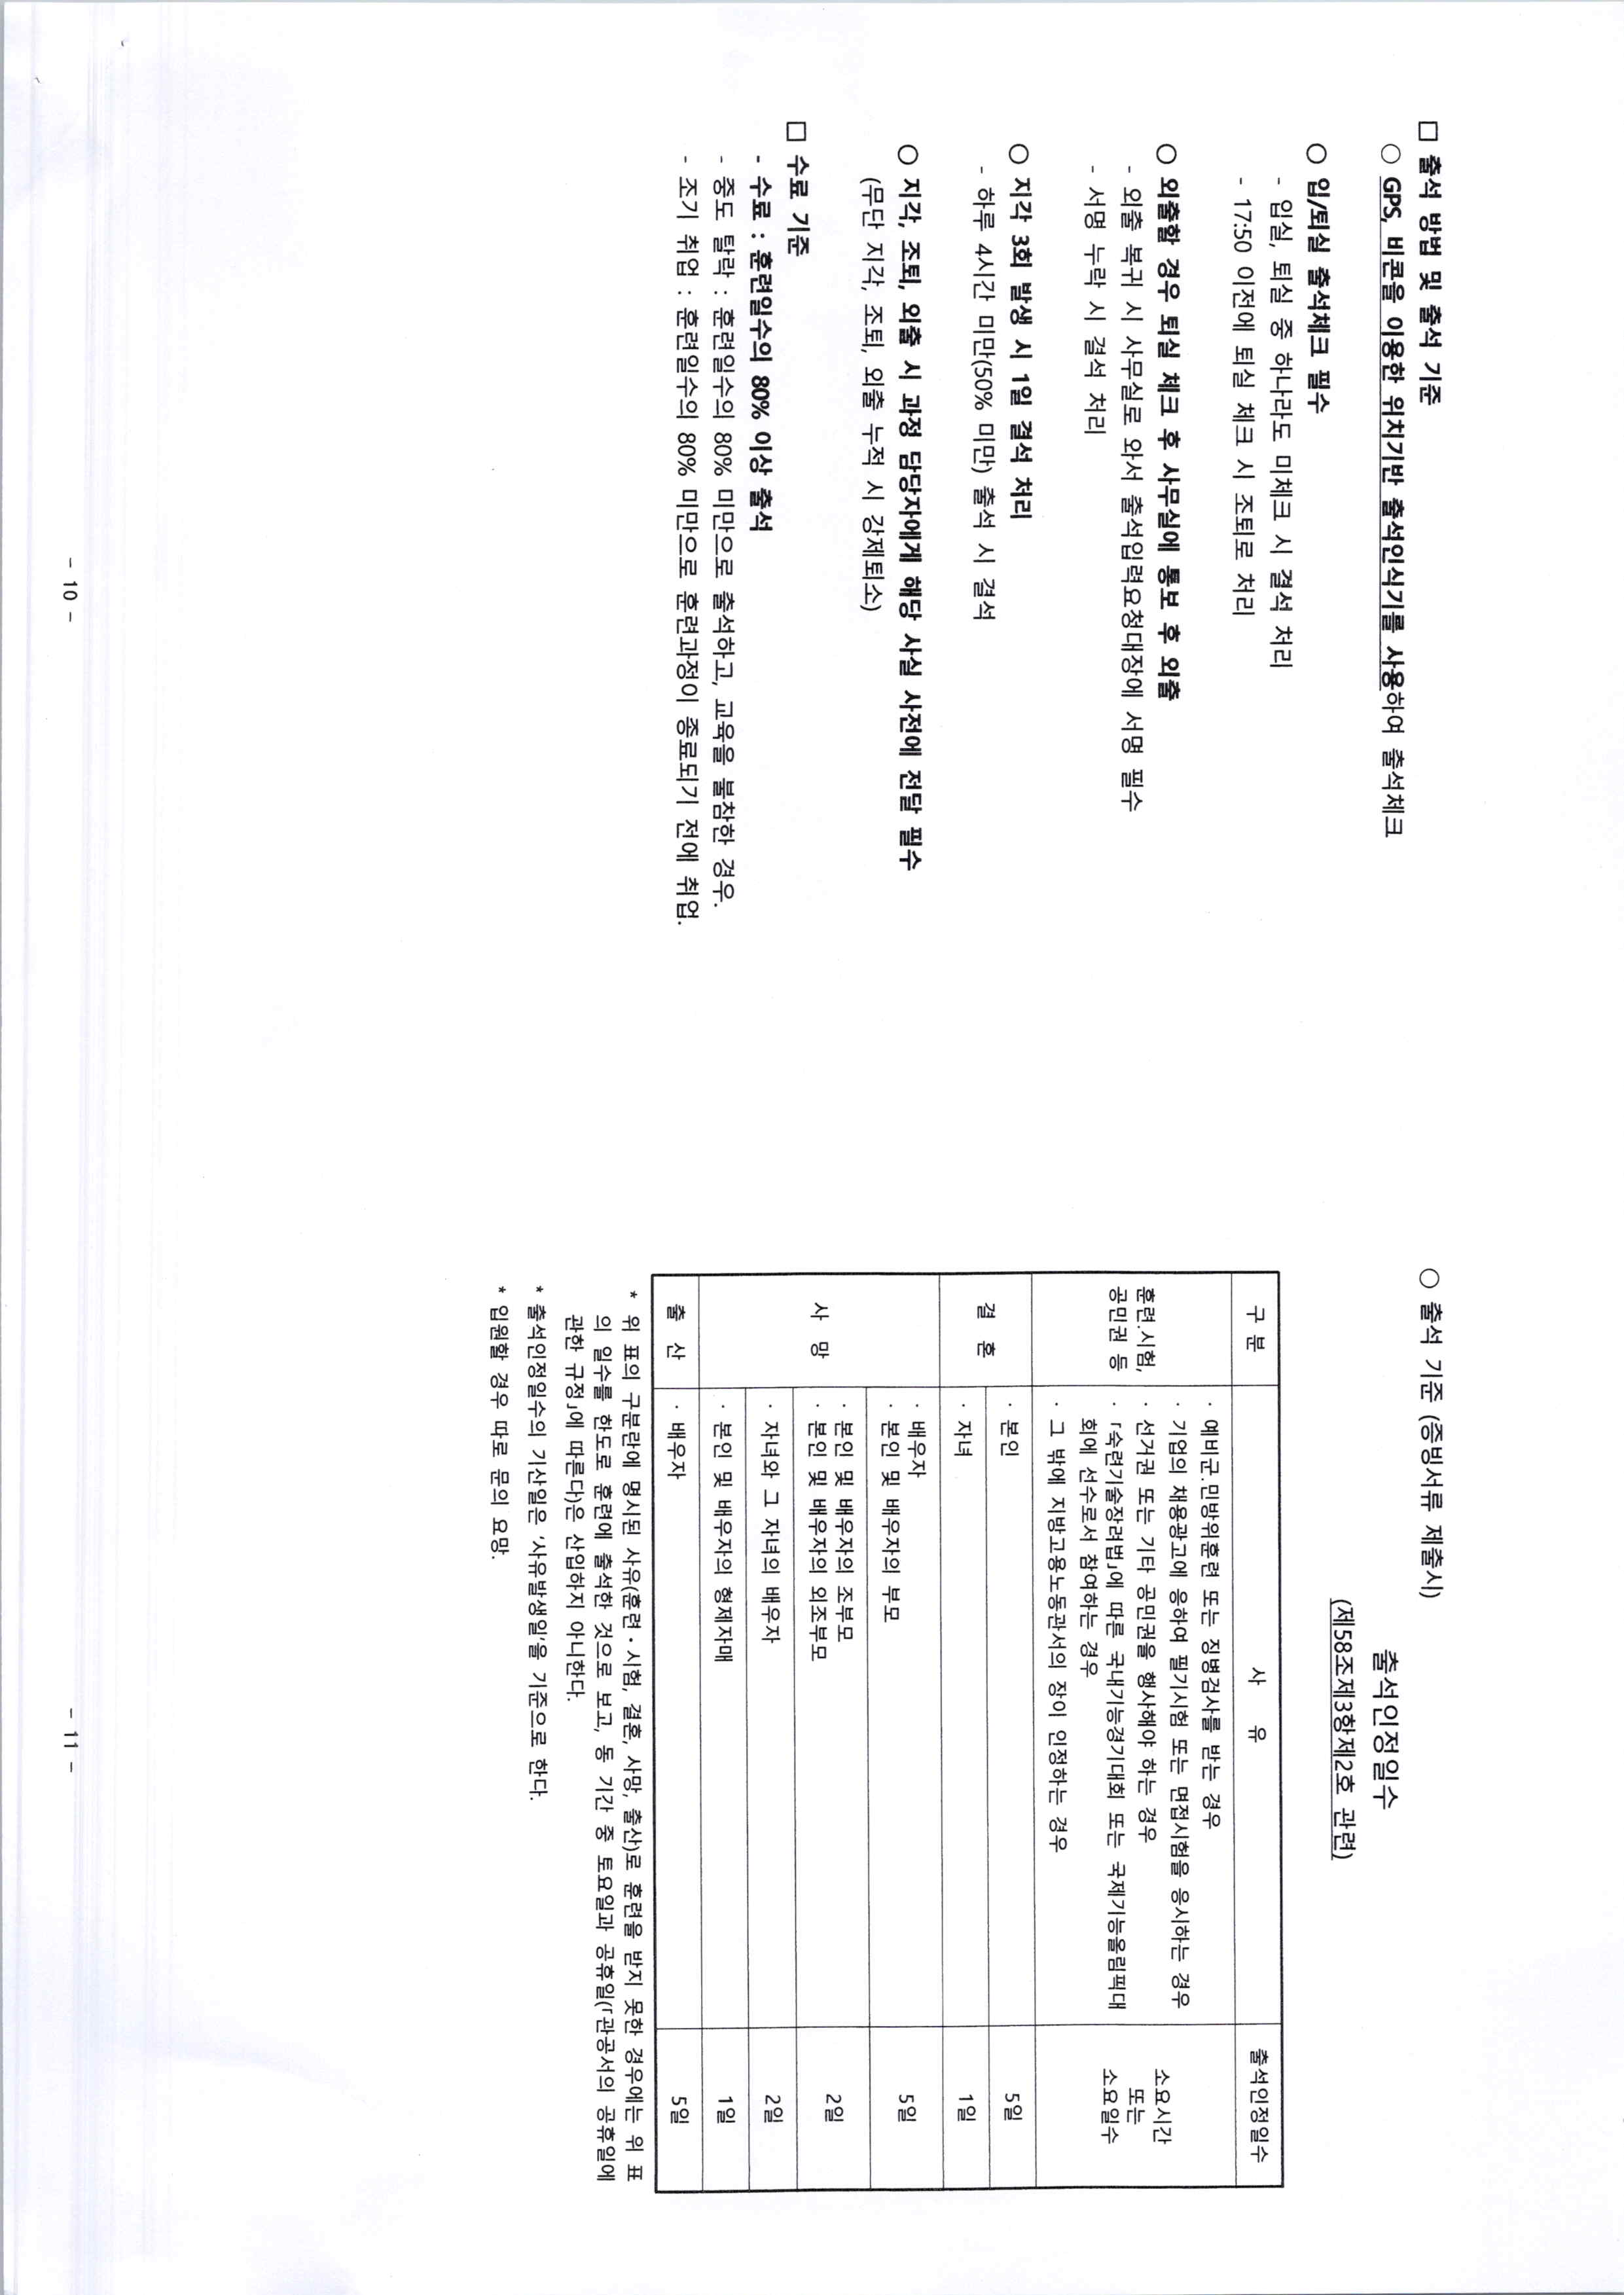 □ 출석 방법 및 출석 기준
○ GPS, 비콘을 이용한 위치기반 출석인식기를 사용하여 출석체크
○ 입/퇴실 출석체크 필수
- 입실, 퇴실 중 하나라도 미체크 시 결석 처리
- 17:50 이전에 퇴실 체크 시 조퇴로 처리
○ 외출할 경우 퇴실 체크 후 사무실에 통보 후 외출
- 외출 복귀 시 사무실로 와서 출석입력요청대장에 서명 필수
- 서명 누락 시 결석 처리
○ 지각 3회 발생 시 1일 결석 처리
- 하루 4시간 미만(50% 미만) 출석 시 결석
○ 지각, 조퇴, 외출 시 과정 담당자에게 해당 사실 사전에 전달 필수
(무단 지각, 조퇴, 외출 누적 시 강제퇴소)
□ 수료 기준
- 수료 : 훈련일수의 80% 이상 출석
- 중도 탈락 : 훈련일수의 80% 미만으로 출석하고, 교육을 불참한 경우.
- 조기 취업 : 훈련일수의 80% 미만으로 훈련과정이 종료되기 전에 취업.
- 10 -
○ 출석 기준 (증빙서류 제출시)
출석인정일수
(제58조제3항제2호 관련)
구 분 사 유 출석인정일수
훈련.시험,
공민권 등
· 예비군.민방위훈련 또는 징병검사를 받는 경우
· 기업의 채용광고에 응하여 필기시험 또는 면접시험을 응시하는 경우
· 선거권 또는 기타 공민권을 행사해야 하는 경우
· 「숙련기술장려법」에 따른 국내기능경기대회 또는 국제기능올림픽대
회에 선수로서 참여하는 경우
· 그 밖에 지방고용노동관서의 장이 인정하는 경우
소요시간
또는
소요일수
결 혼
· 본인 5일
· 자녀 1일
사 망
· 배우자
· 본인 및 배우자의 부모
5일
· 본인 및 배우자의 조부모
· 본인 및 배우자의 외조부모
2일
· 자녀와 그 자녀의 배우자 2일
· 본인 및 배우자의 형제자매 1일
출 산 · 배우자 5일
* 위 표의 구분란에 명시된 사유(훈련·시험, 결혼, 사망, 출산)로 훈련을 받지 못한 경우에는 위 표
의 일수를 한도로 훈련에 출석한 것으로 보고, 동 기간 중 토요일과 공휴일(「관공서의 공휴일에
관한 규정」에 따른다)은 산입하지 아니한다.
* 출석인정일수의 기산일은 '사유발생일'을 기준으로 한다.
* 입원할 경우 따로 문의 요망.
- 11 -